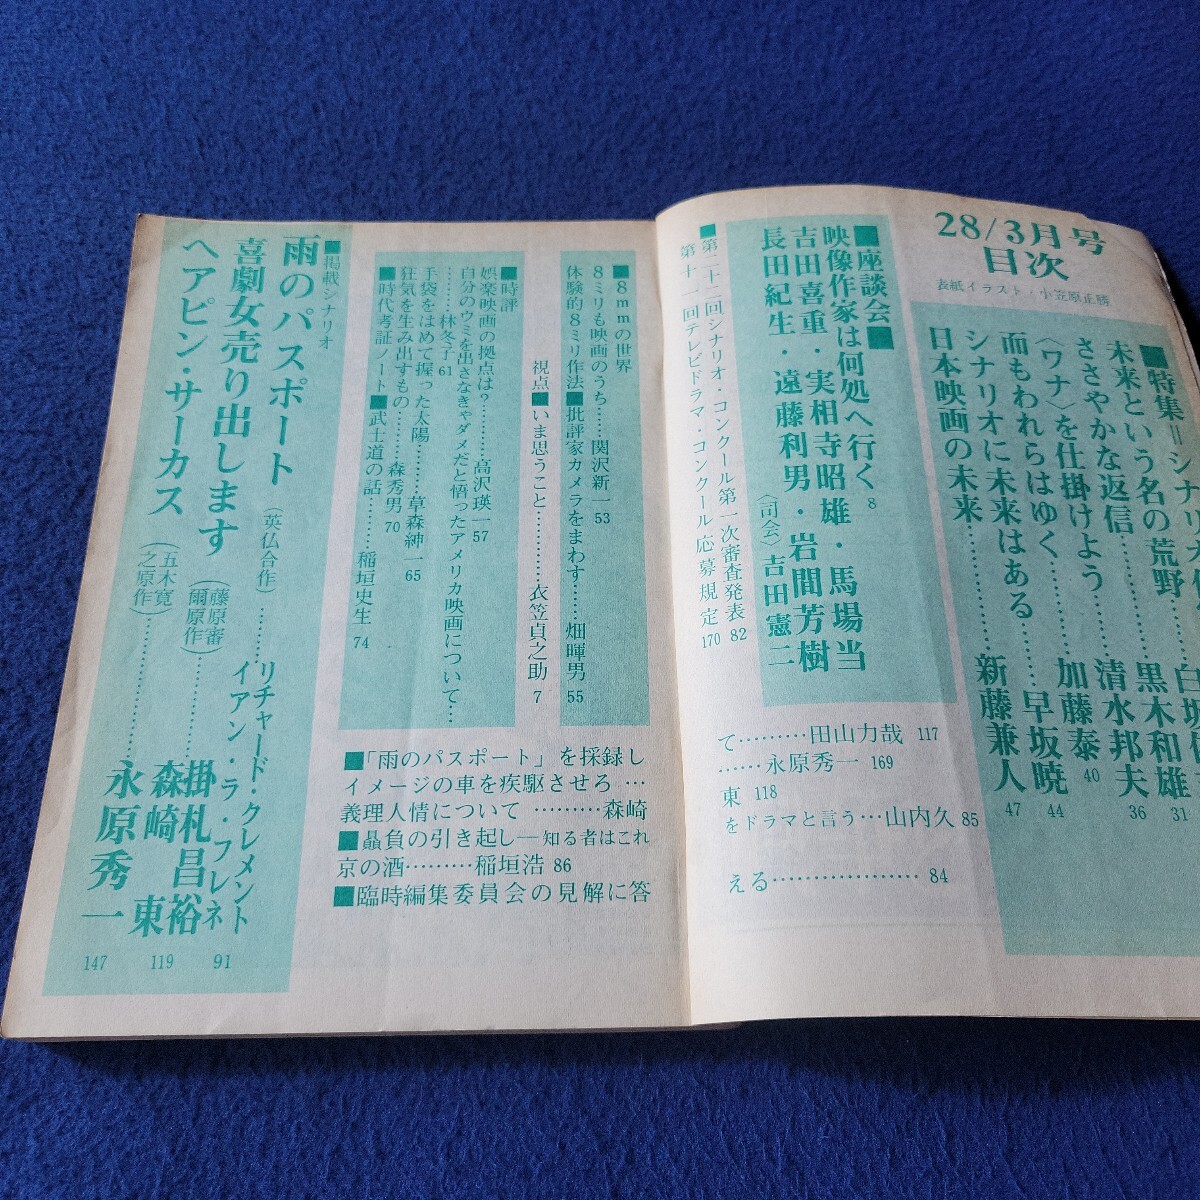 28/3月号
目次
表紙イラスト・小笠原正勝
■特集＝シナリオ
未来という名の荒野……白坂
ささやかな返信……黒木和雄 31
〈ワナ〉を仕掛けよう……清水邦夫 36
而もわれらはゆく……加藤泰 40
シナリオに未来はある……早坂暁 44
日本映画の未来……新藤兼人 47
■座談会■
映像作家は何処へ行く 8
吉田喜重・実相寺昭雄・馬場当
長田紀生・遠藤利男・岩間芳樹
〈司会〉吉田憲二
■第二十二回シナリオ・コンクール第一次審査発表 82
第十一回テレビドラマ・コンクール応募規定 170
■8mmの世界
8ミリも映画のうち……関沢新一 53
体験的8ミリ作法■批評家カメラをまわす……畑暉男 55
視点■いま思うこと…………衣笠貞之助 7
■時評
娯楽映画の拠点は？……高沢瑛一 57
自分のウミを出さなきゃダメだと悟ったアメリカ映画について…
………林冬子 61
手袋をはめて握った太陽………草森紳一 65
狂気を生み出すもの………森秀男 70
■時代考証ノート■武士道の話………稲垣史生 74
■「雨のパスポート」を採録し
て………田山力哉 117
イメージの車を疾駆させろ …
……永原秀一 169
義理人情について ………森崎
東 118
■贔負の引き起し―知る者はこれ
をドラマと言う…山内久 85
京の酒………稲垣浩 86
■臨時編集委員会の見解に答
える……………… 84
■掲載シナリオ
雨のパスポート（英仏合作）……リチャード・クレメント
イアン・ラ・フレネ 91
喜劇女売り出します（藤原審爾原作）……掛札昌裕
森崎東 119
ヘアピン・サーカス（五木寛之原作）………永原秀一 147